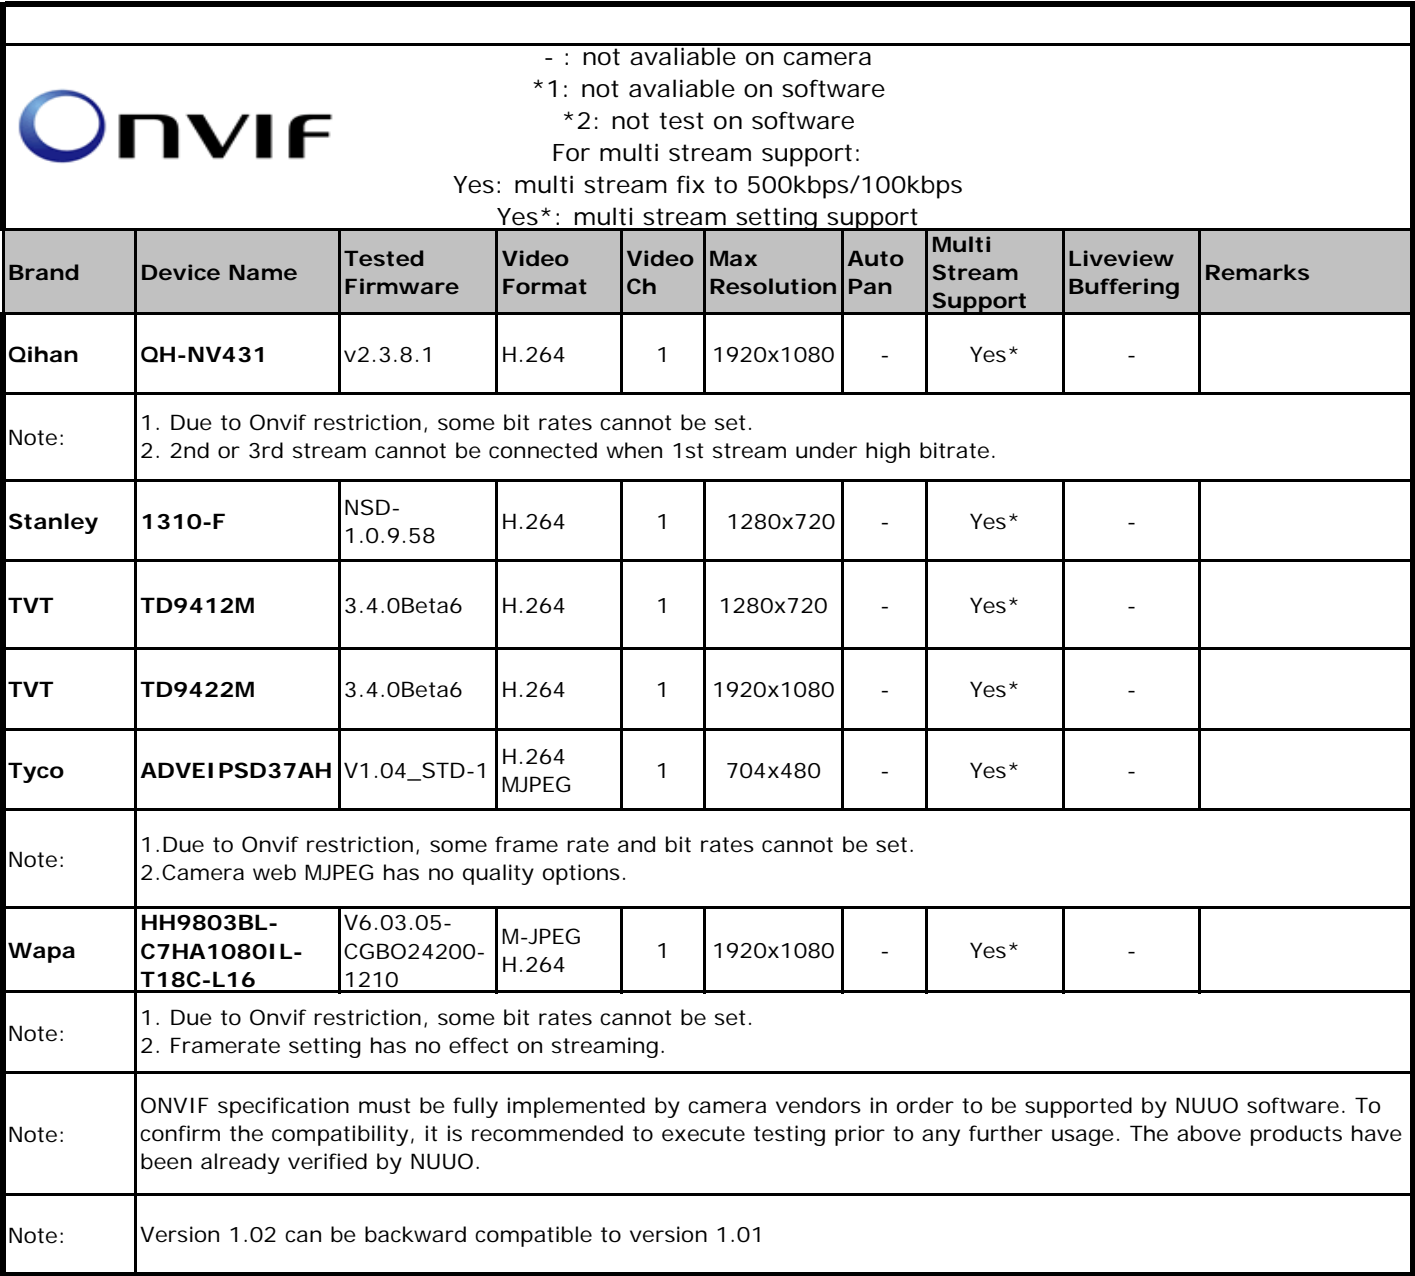 - : not avaliable on camera
*1: not avaliable on software
*2: not test on software
For multi stream support:
Yes: multi stream fix to 500kbps/100kbps
Yes*: multi stream setting support
Onvif
Brand Device Name Tested Firmware Video Format Video Ch Max Resolution Auto Pan Multi Stream Support Liveview Buffering Remarks
Qihan QH-NV431 v2.3.8.1 H.264 1 1920x1080 - Yes* -
Note:
1. Due to Onvif restriction, some bit rates cannot be set.
2. 2nd or 3rd stream cannot be connected when 1st stream under high bitrate.
Stanley 1310-F NSD-1.0.9.58 H.264 1 1280x720 - Yes* -
TVT TD9412M 3.4.0Beta6 H.264 1 1280x720 - Yes* -
TVT TD9422M 3.4.0Beta6 H.264 1 1920x1080 - Yes* -
Tyco ADVEIPSD37AH V1.04_STD-1 H.264 MJPEG 1 704x480 - Yes* -
Note:
1.Due to Onvif restriction, some frame rate and bit rates cannot be set.
2.Camera web MJPEG has no quality options.
Wapa HH9803BL-C7HA1080IL-T18C-L16 V6.03.05-CGBO24200-1210 M-JPEG H.264 1 1920x1080 - Yes* -
Note:
1. Due to Onvif restriction, some bit rates cannot be set.
2. Framerate setting has no effect on streaming.
Note:
ONVIF specification must be fully implemented by camera vendors in order to be supported by NUUO software. To
confirm the compatibility, it is recommended to execute testing prior to any further usage. The above products have
been already verified by NUUO.
Note:
Version 1.02 can be backward compatible to version 1.01